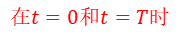 在t = 0和t = T时